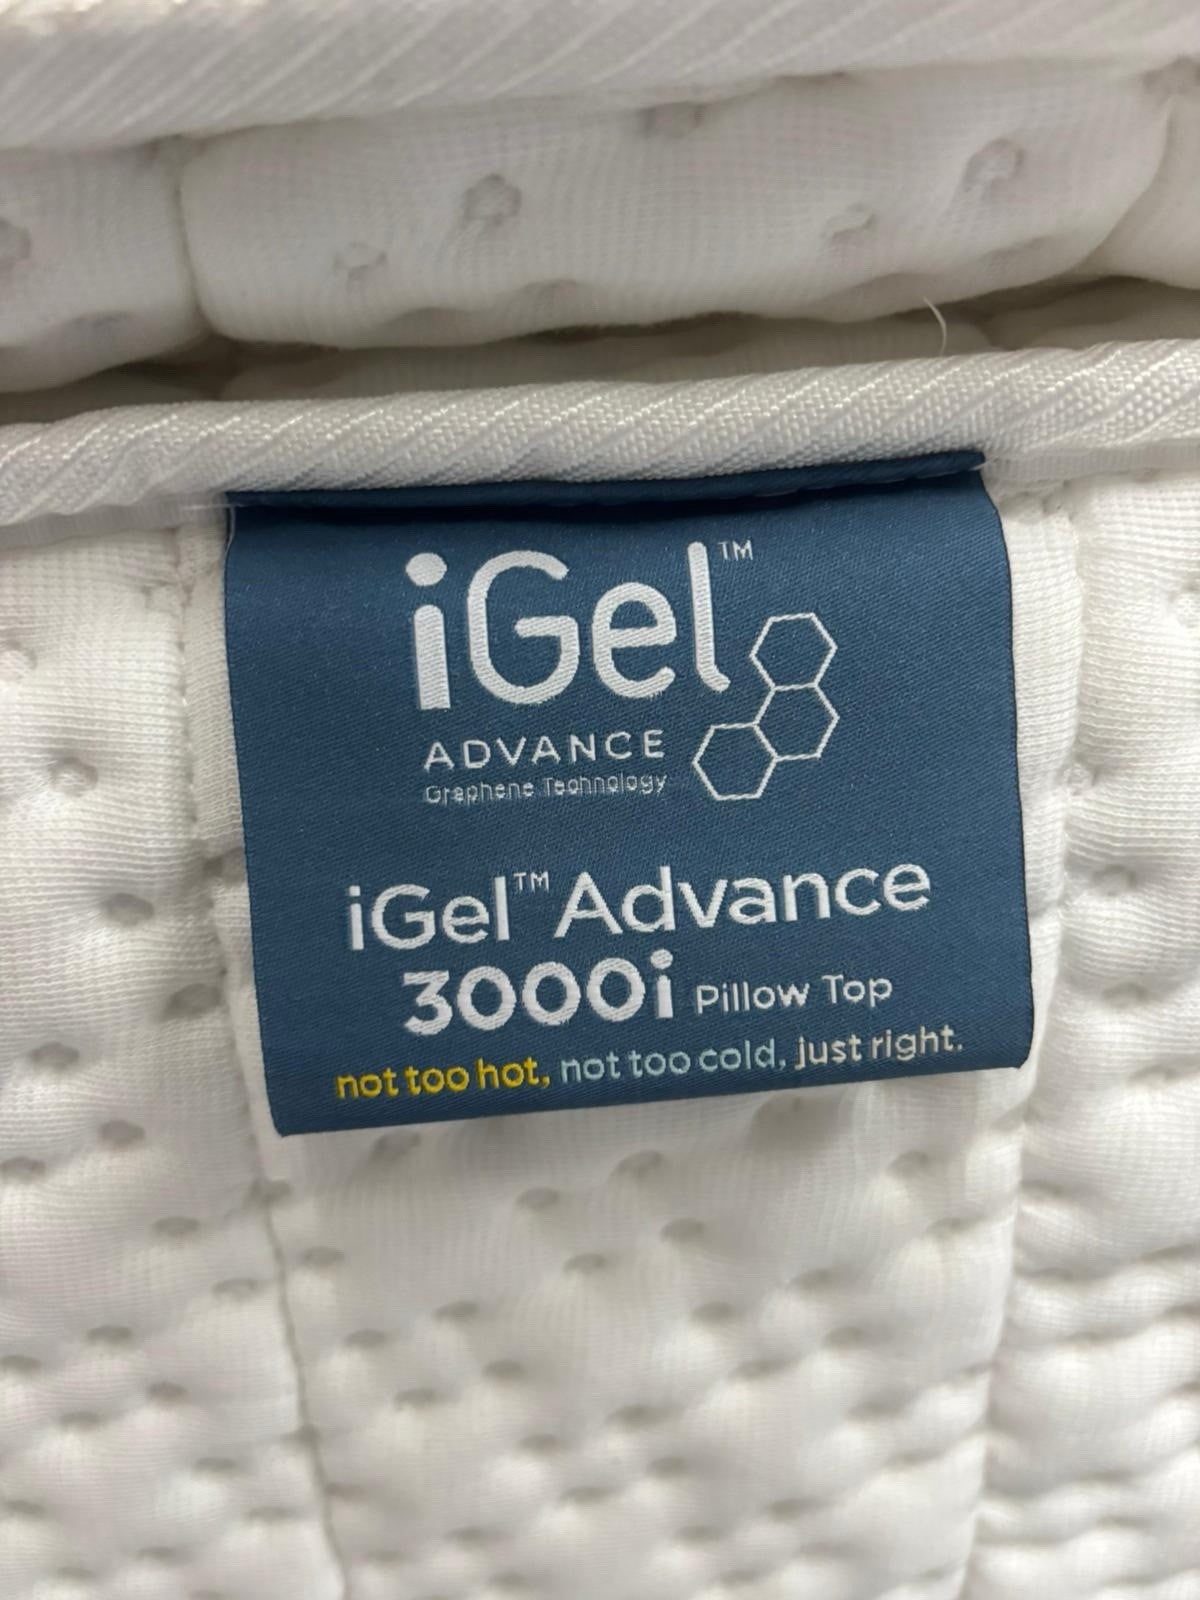 iGel™
ADVANCE
Graphene Technology
iGel™ Advance
3000i Pillow Top
not too hot, not too cold, just right.